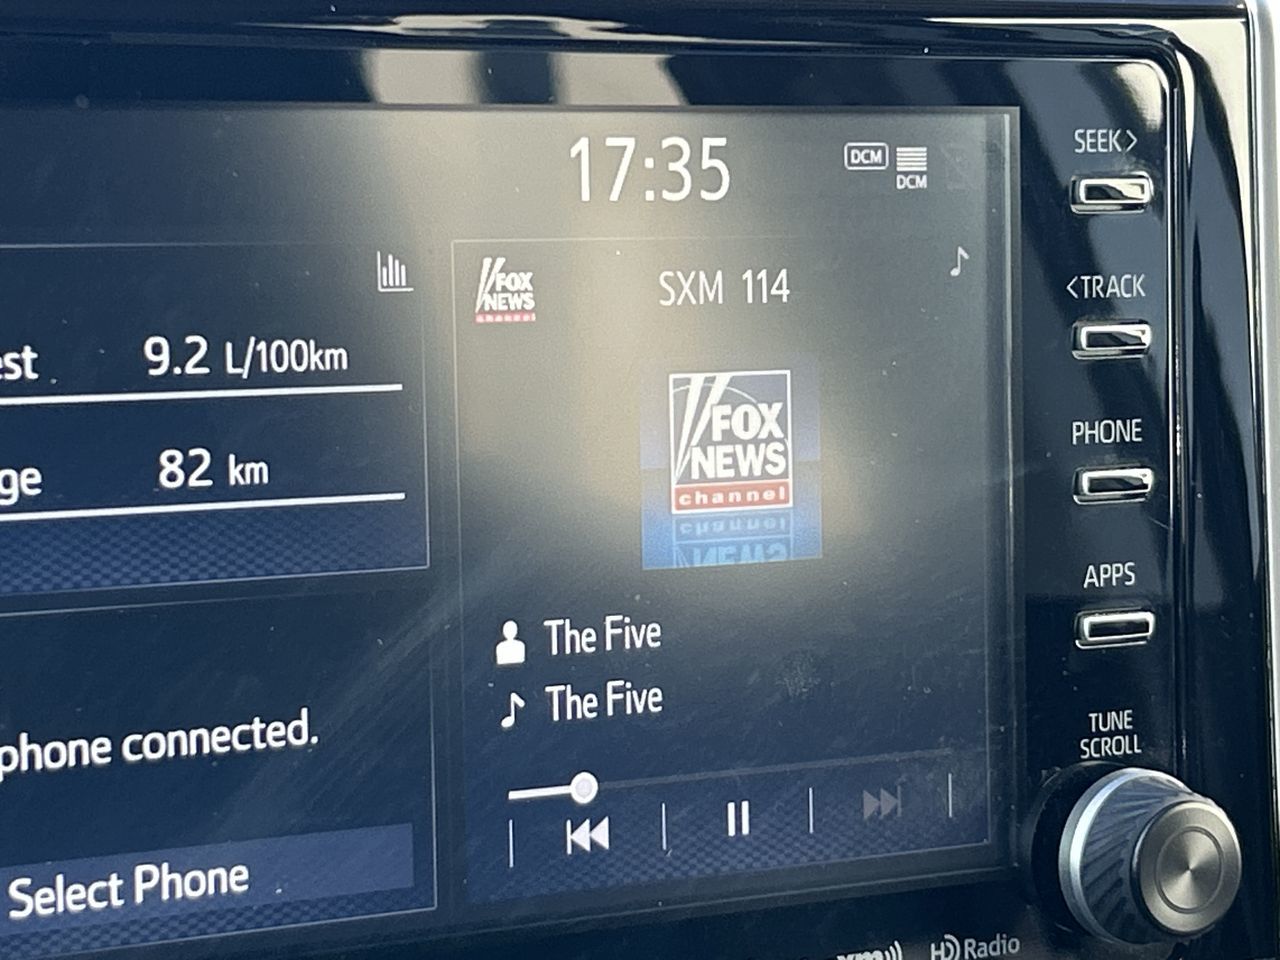 17:35
DCM
DCM
SEEK>
<TRACK
PHONE
APPS
TUNE
SCROLL
9.2 L/100km
82 km
phone connected.
Select Phone
FOX
NEWS
channel
SXM 114
FOX
NEWS
channel
The Five
The Five
HD Radio